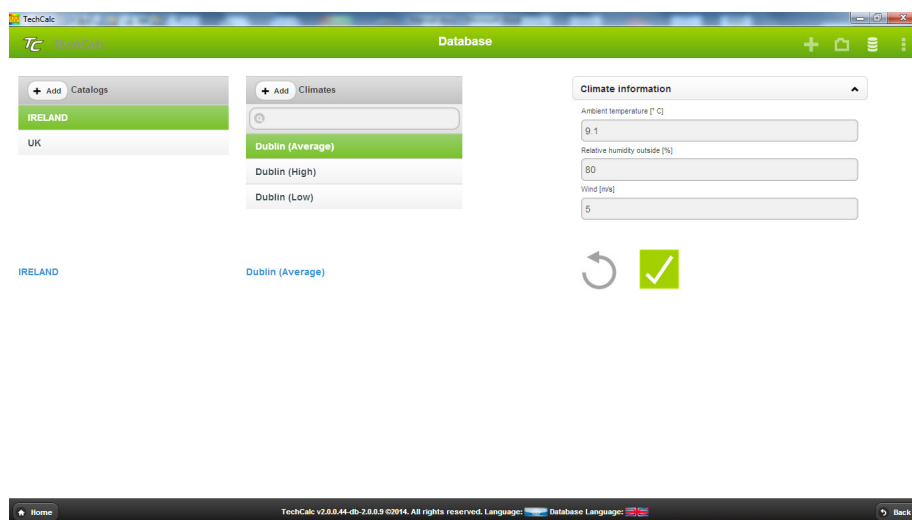 TechCalc
TC TechCalc
Database
+ Add Catalogs
IRELAND
UK
+ Add Climates
Dublin (Average)
Dublin (High)
Dublin (Low)
Climate information
Ambient temperature [° C]
9.1
Relative humidity outside [%]
80
Wind [m/s]
5
IRELAND
Dublin (Average)
Home
TechCalc v2.0.0.44-db-2.0.0.9 ©2014. All rights reserved. Language: Database Language:
Back